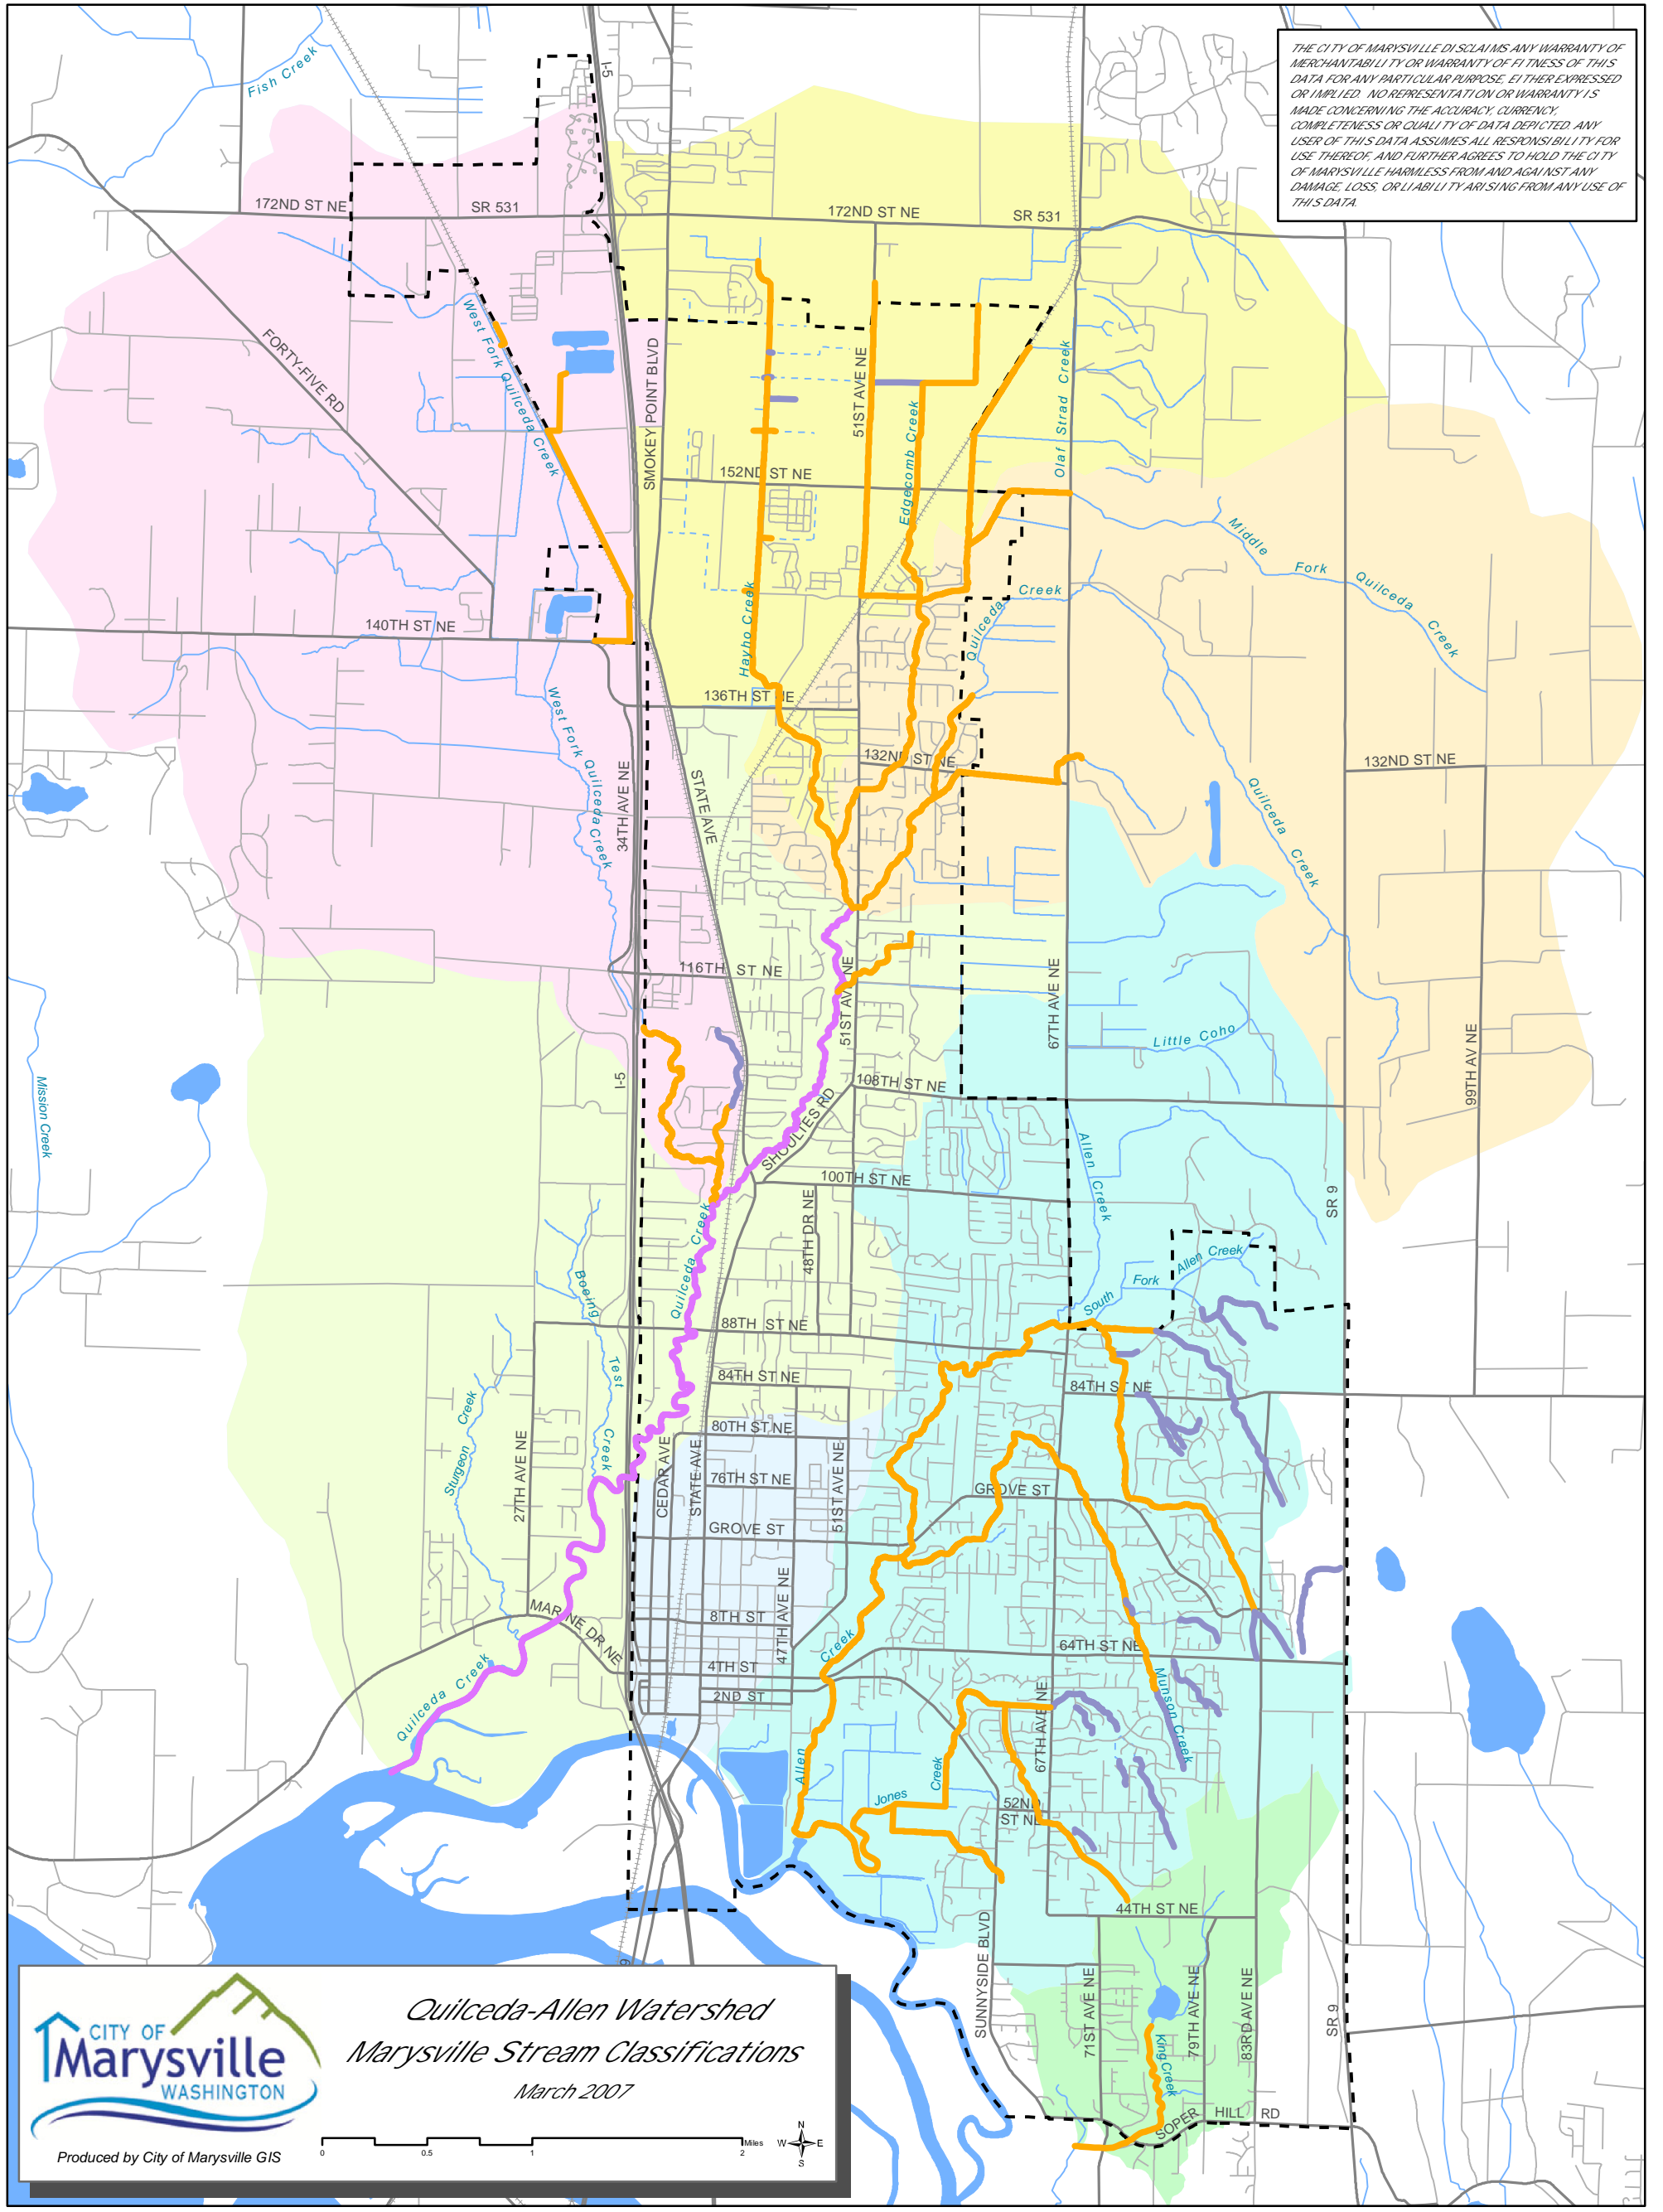 THE CITY OF MARYSVILLE DISCLAIMS ANY WARRANTY OF
MERCHANTABILITY OR WARRANTY OF FITNESS OF THIS
DATA FOR ANY PARTICULAR PURPOSE, EITHER EXPRESSED
OR IMPLIED. NO REPRESENTATION OR WARRANTY IS
MADE CONCERNING THE ACCURACY, CURRENCY,
COMPLETENESS OR QUALITY OF DATA DEPICTED. ANY
USER OF THIS DATA ASSUMES ALL RESPONSIBILITY FOR
USE THEREOF, AND FURTHER AGREES TO HOLD THE CITY
OF MARYSVILLE HARMLESS FROM AND AGAINST ANY
DAMAGE, LOSS, OR LIABILITY ARISING FROM ANY USE OF
THIS DATA.
Fish Creek
I-5
172ND ST NE
SR 531
172ND ST NE
SR 531
West Fork Quilceda Creek
FORTY-FIVE RD
SMOKEY POINT BLVD
51ST AVE NE
Edgecomb Creek
Olaf Strad Creek
152ND ST NE
Middle Fork Quilceda Creek
Hayho Creek
Quilceda Creek
140TH ST NE
136TH ST NE
West Fork Quilceda Creek
132ND ST NE
132ND ST NE
34TH AVE NE
STATE AVE
Quilceda Creek
116TH ST NE
51ST AVE NE
67TH AVE NE
Little Coho
99TH AV NE
Mission Creek
I-5
108TH ST NE
SHOULTES RD
Allen Creek
100TH ST NE
48TH DR NE
SR 9
Quilceda Creek
South Fork Allen Creek
Boeing Test Creek
88TH ST NE
84TH ST NE
84TH ST NE
Sturgeon Creek
27TH AVE NE
80TH ST NE
CEDAR AVE
STATE AVE
76TH ST NE
51ST AVE NE
GROVE ST
GROVE ST
47TH AVE NE
MARINE DR NE
8TH ST
64TH ST NE
4TH ST
2ND ST
Quilceda Creek
Allen Creek
67TH AVE NE
Munson Creek
Jones Creek
52ND
ST NE
44TH ST NE
SUNNYSIDE BLVD
71ST AVE NE
79TH AVE NE
83RD AVE NE
SR 9
King Creek
SOPER HILL RD
CITY OF
Marysville
WASHINGTON
Quilceda-Allen Watershed
Marysville Stream Classifications
March 2007
Produced by City of Marysville GIS
0 0.5 1 2 Miles
N
W E
S